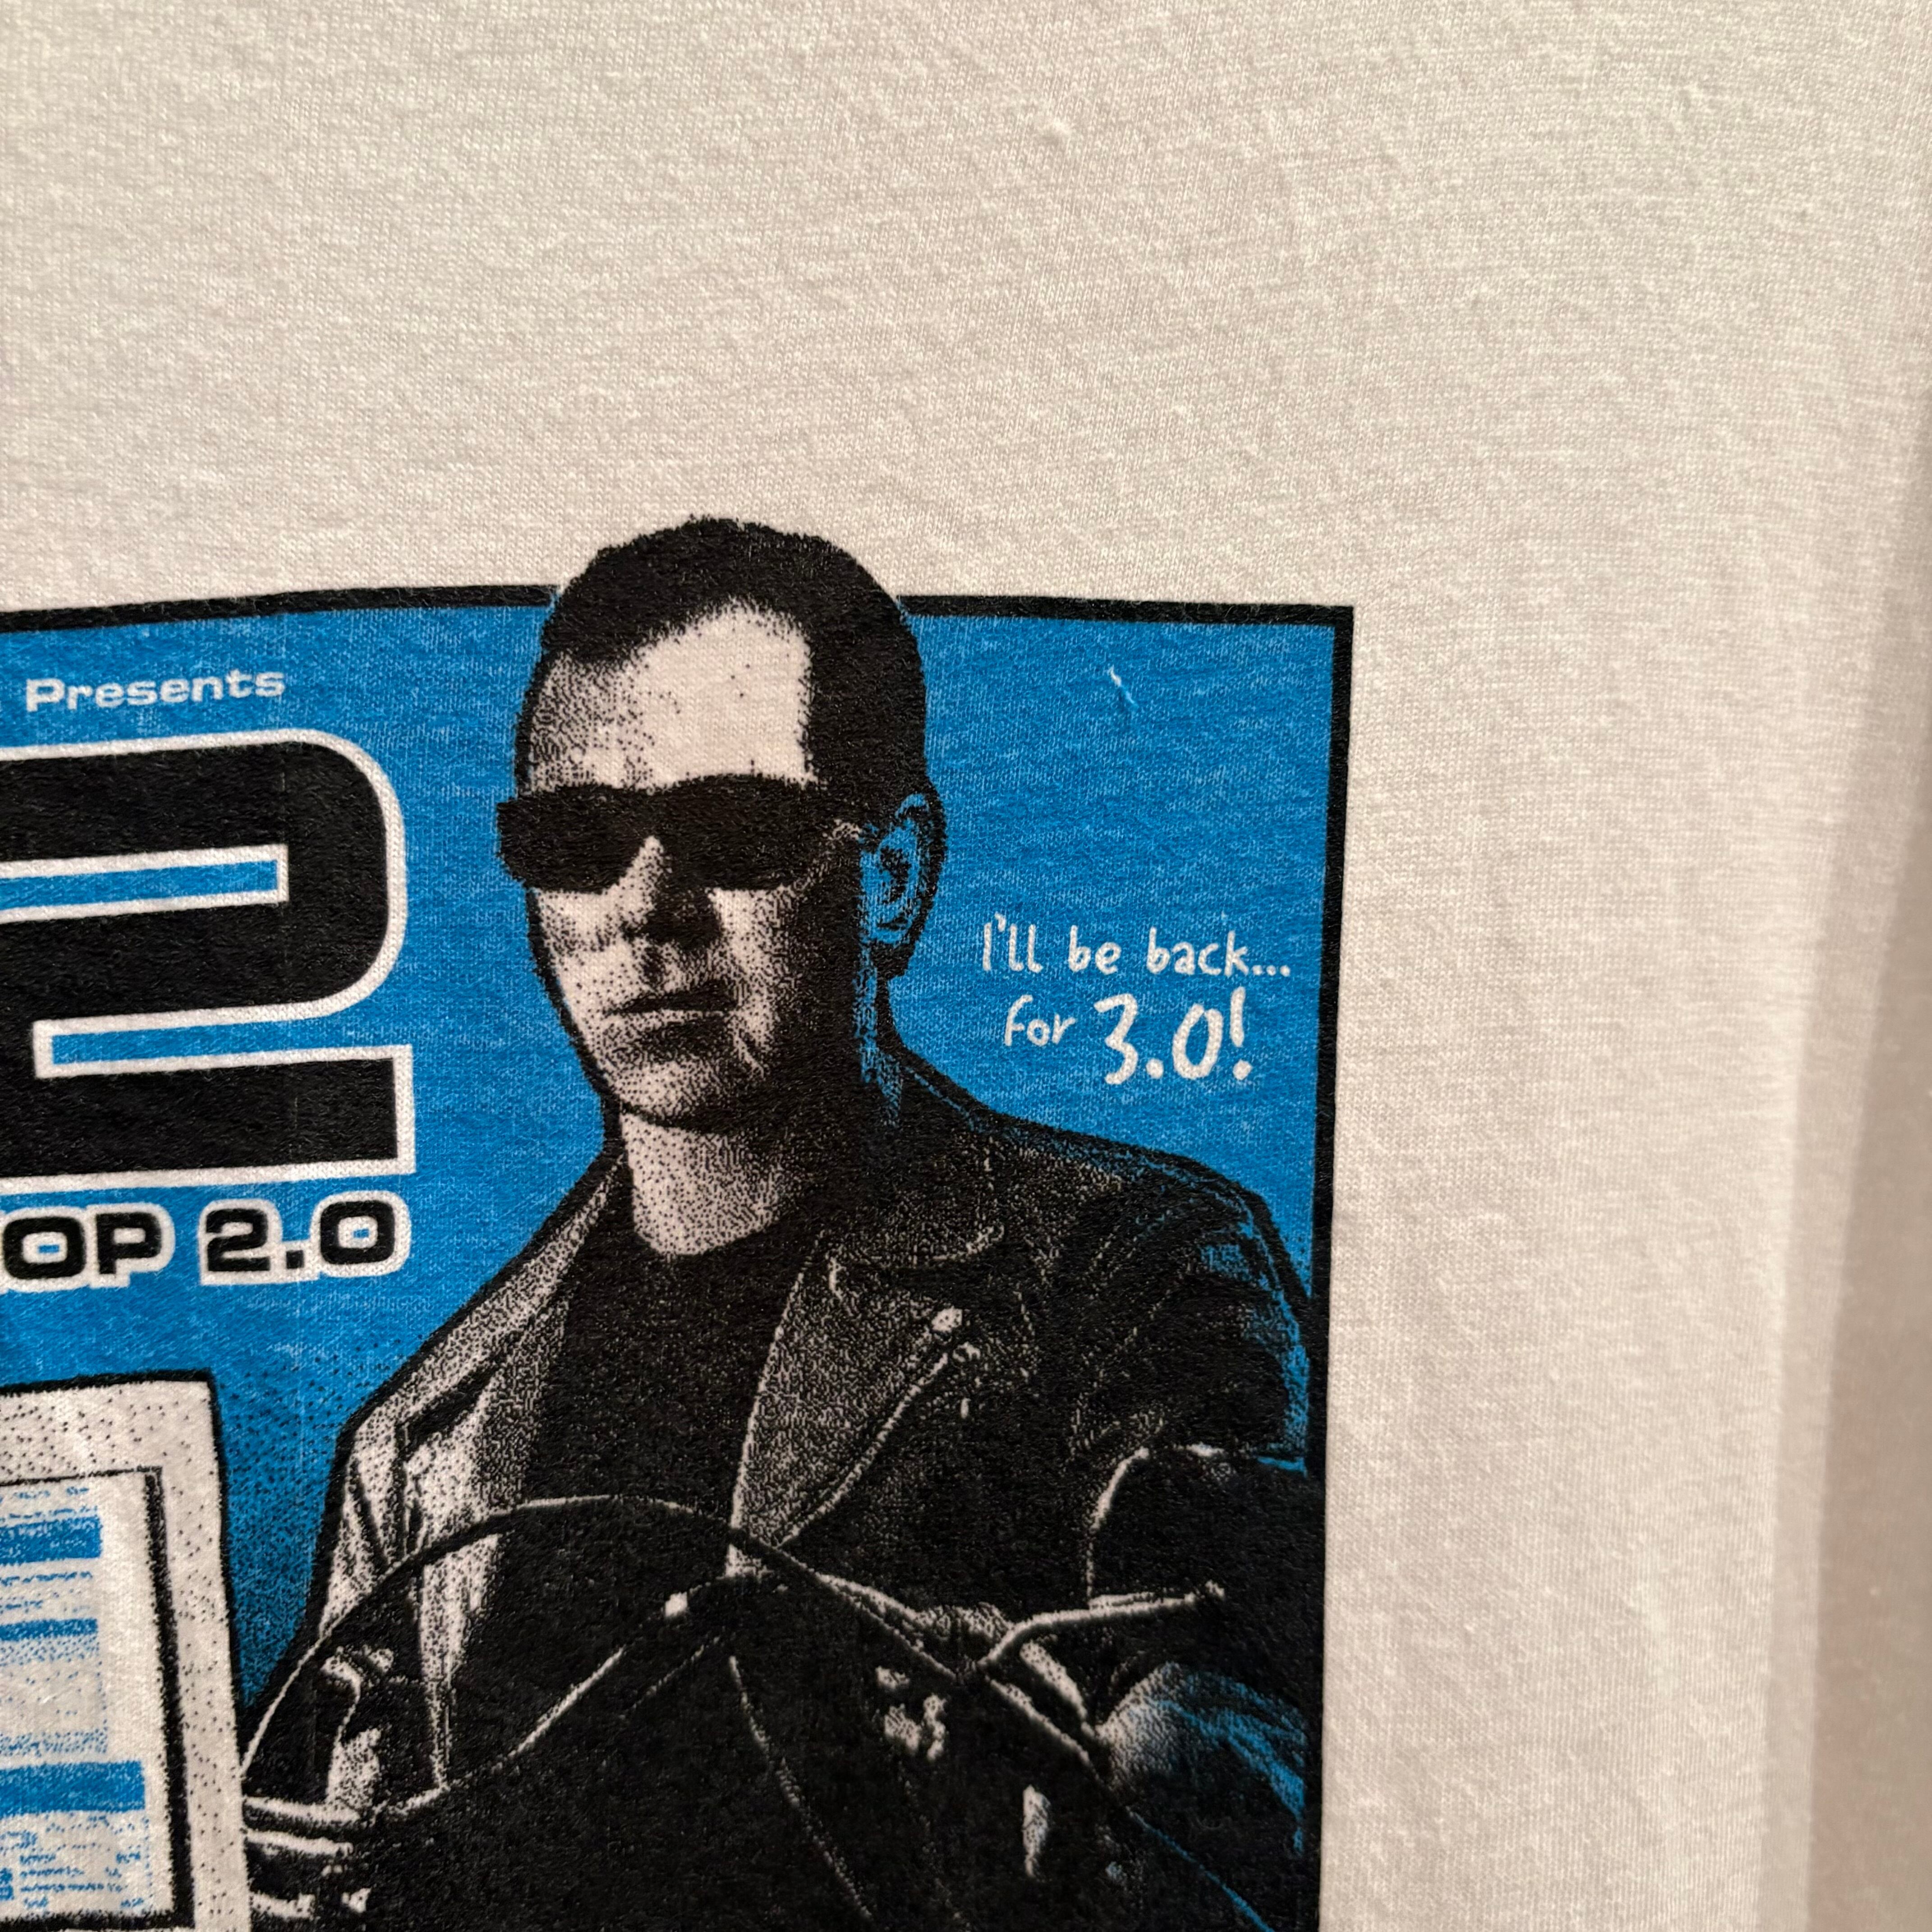 Presents
2
OP 2.0
I'll be back...
for 3.0!